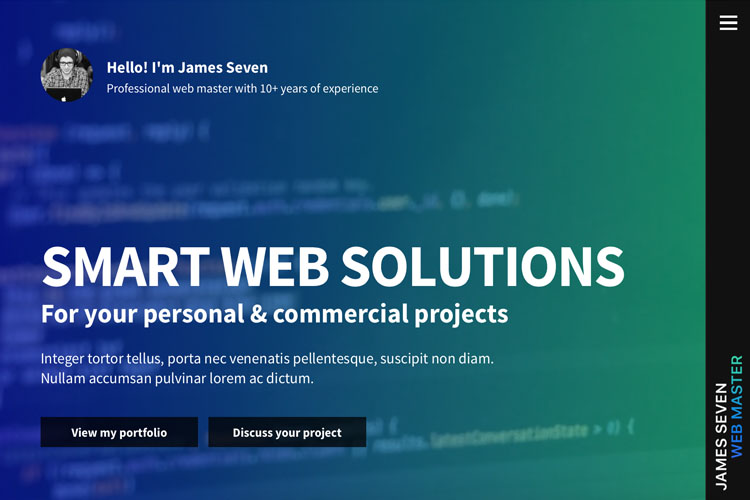 Hello! I'm James Seven
Professional web master with 10+ years of experience
SMART WEB SOLUTIONS
For your personal & commercial projects
Integer tortor tellus, porta nec venenatis pellentesque, suscipit non diam.
Nullam accumsan pulvinar lorem ac dictum.
View my portfolio
Discuss your project
JAMES SEVEN
WEB MASTER